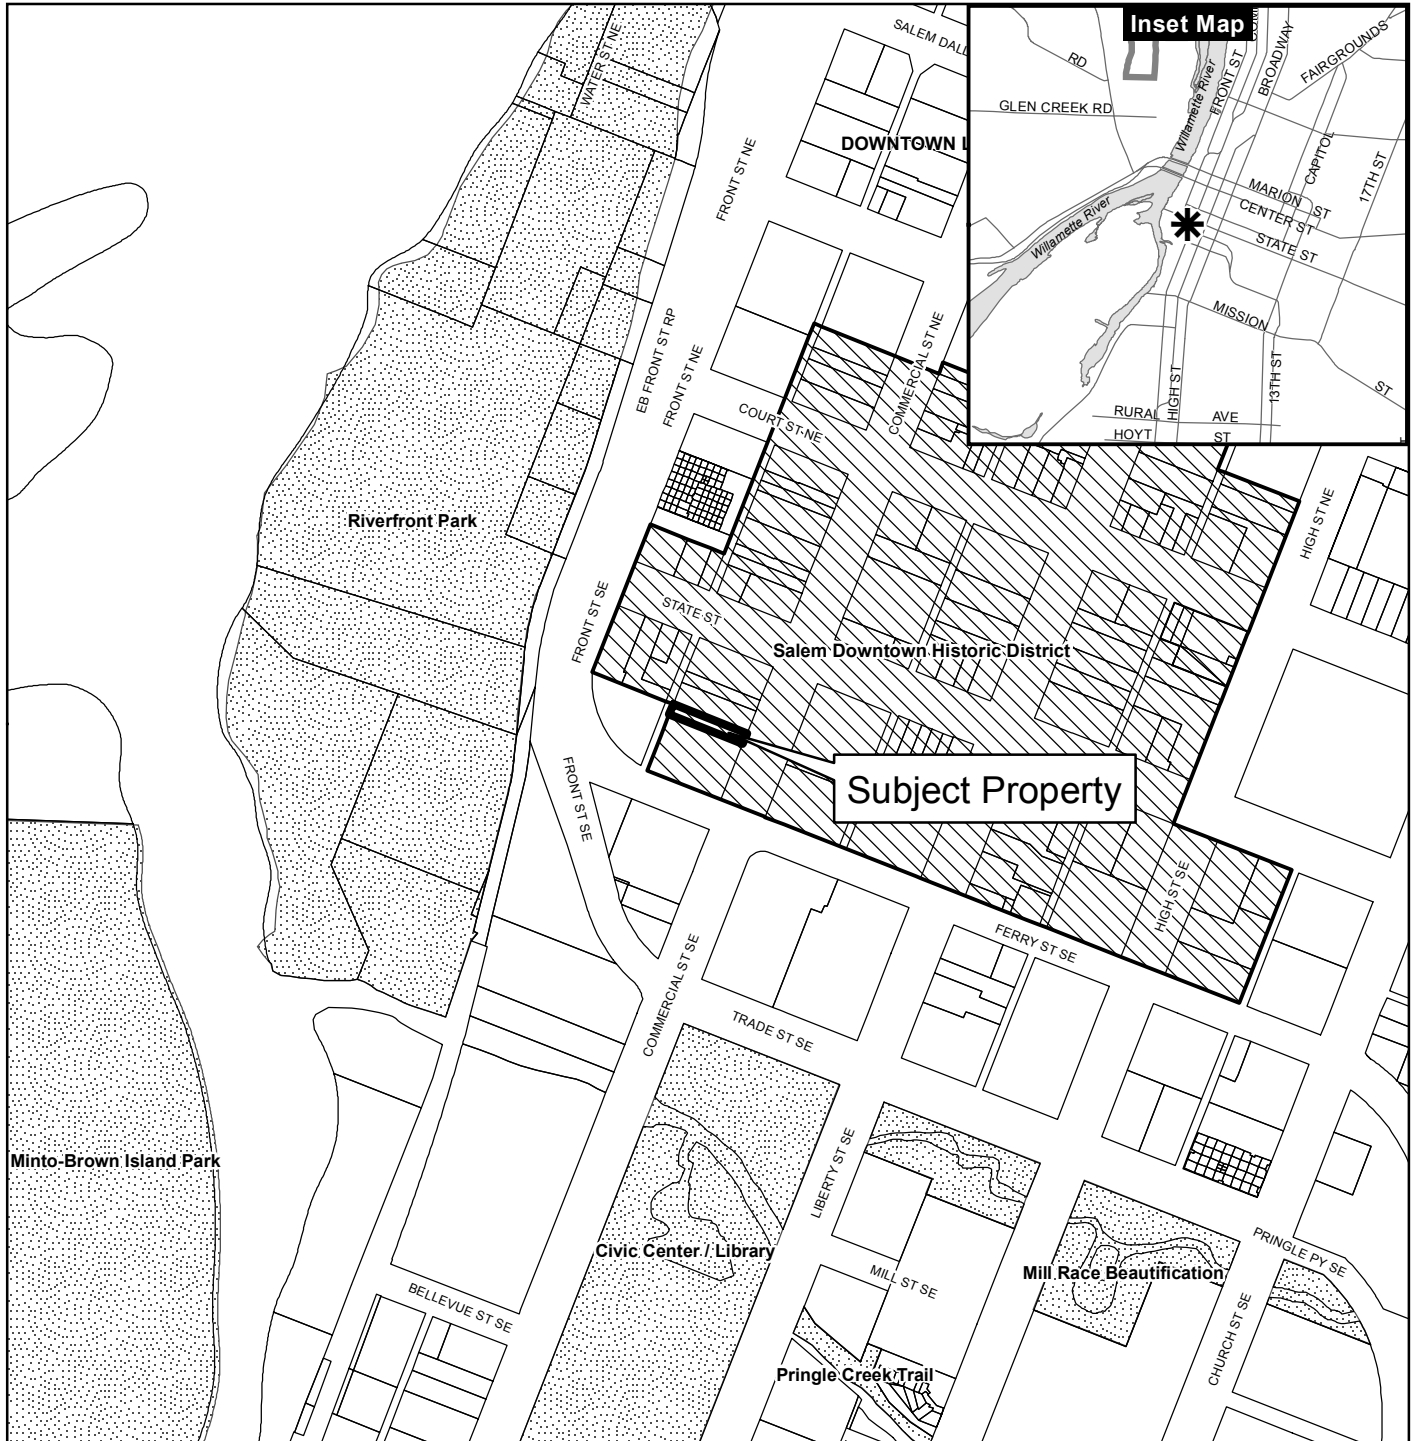 WATER ST NE
SALEM DALL
Inset Map
FRONT ST NE
DOWNTOWN L
RD
GLEN CREEK RD
Willamette River
FRONT ST
BROADWAY
FAIRGROUNDS
CAPITOL
17TH ST
MARION ST
CENTER ST
STATE ST
Willamette River
MISSION
ST
13TH ST
HIGH ST
RURAL AVE
HOYT ST
EB FRONT ST RP
FRONT ST NE
COMMERCIAL ST NE
COURT ST NE
Riverfront Park
HIGH ST NE
FRONT ST SE
STATE ST
Salem Downtown Historic District
FRONT ST SE
Subject Property
HIGH ST SE
FERRY ST SE
COMMERCIAL ST SE
TRADE ST SE
Minto-Brown Island Park
LIBERTY ST SE
Civic Center / Library
MILL ST SE
Mill Race Beautification
PRINGLE PY SE
BELLEVUE ST SE
CHURCH ST SE
Pringle Creek Trail